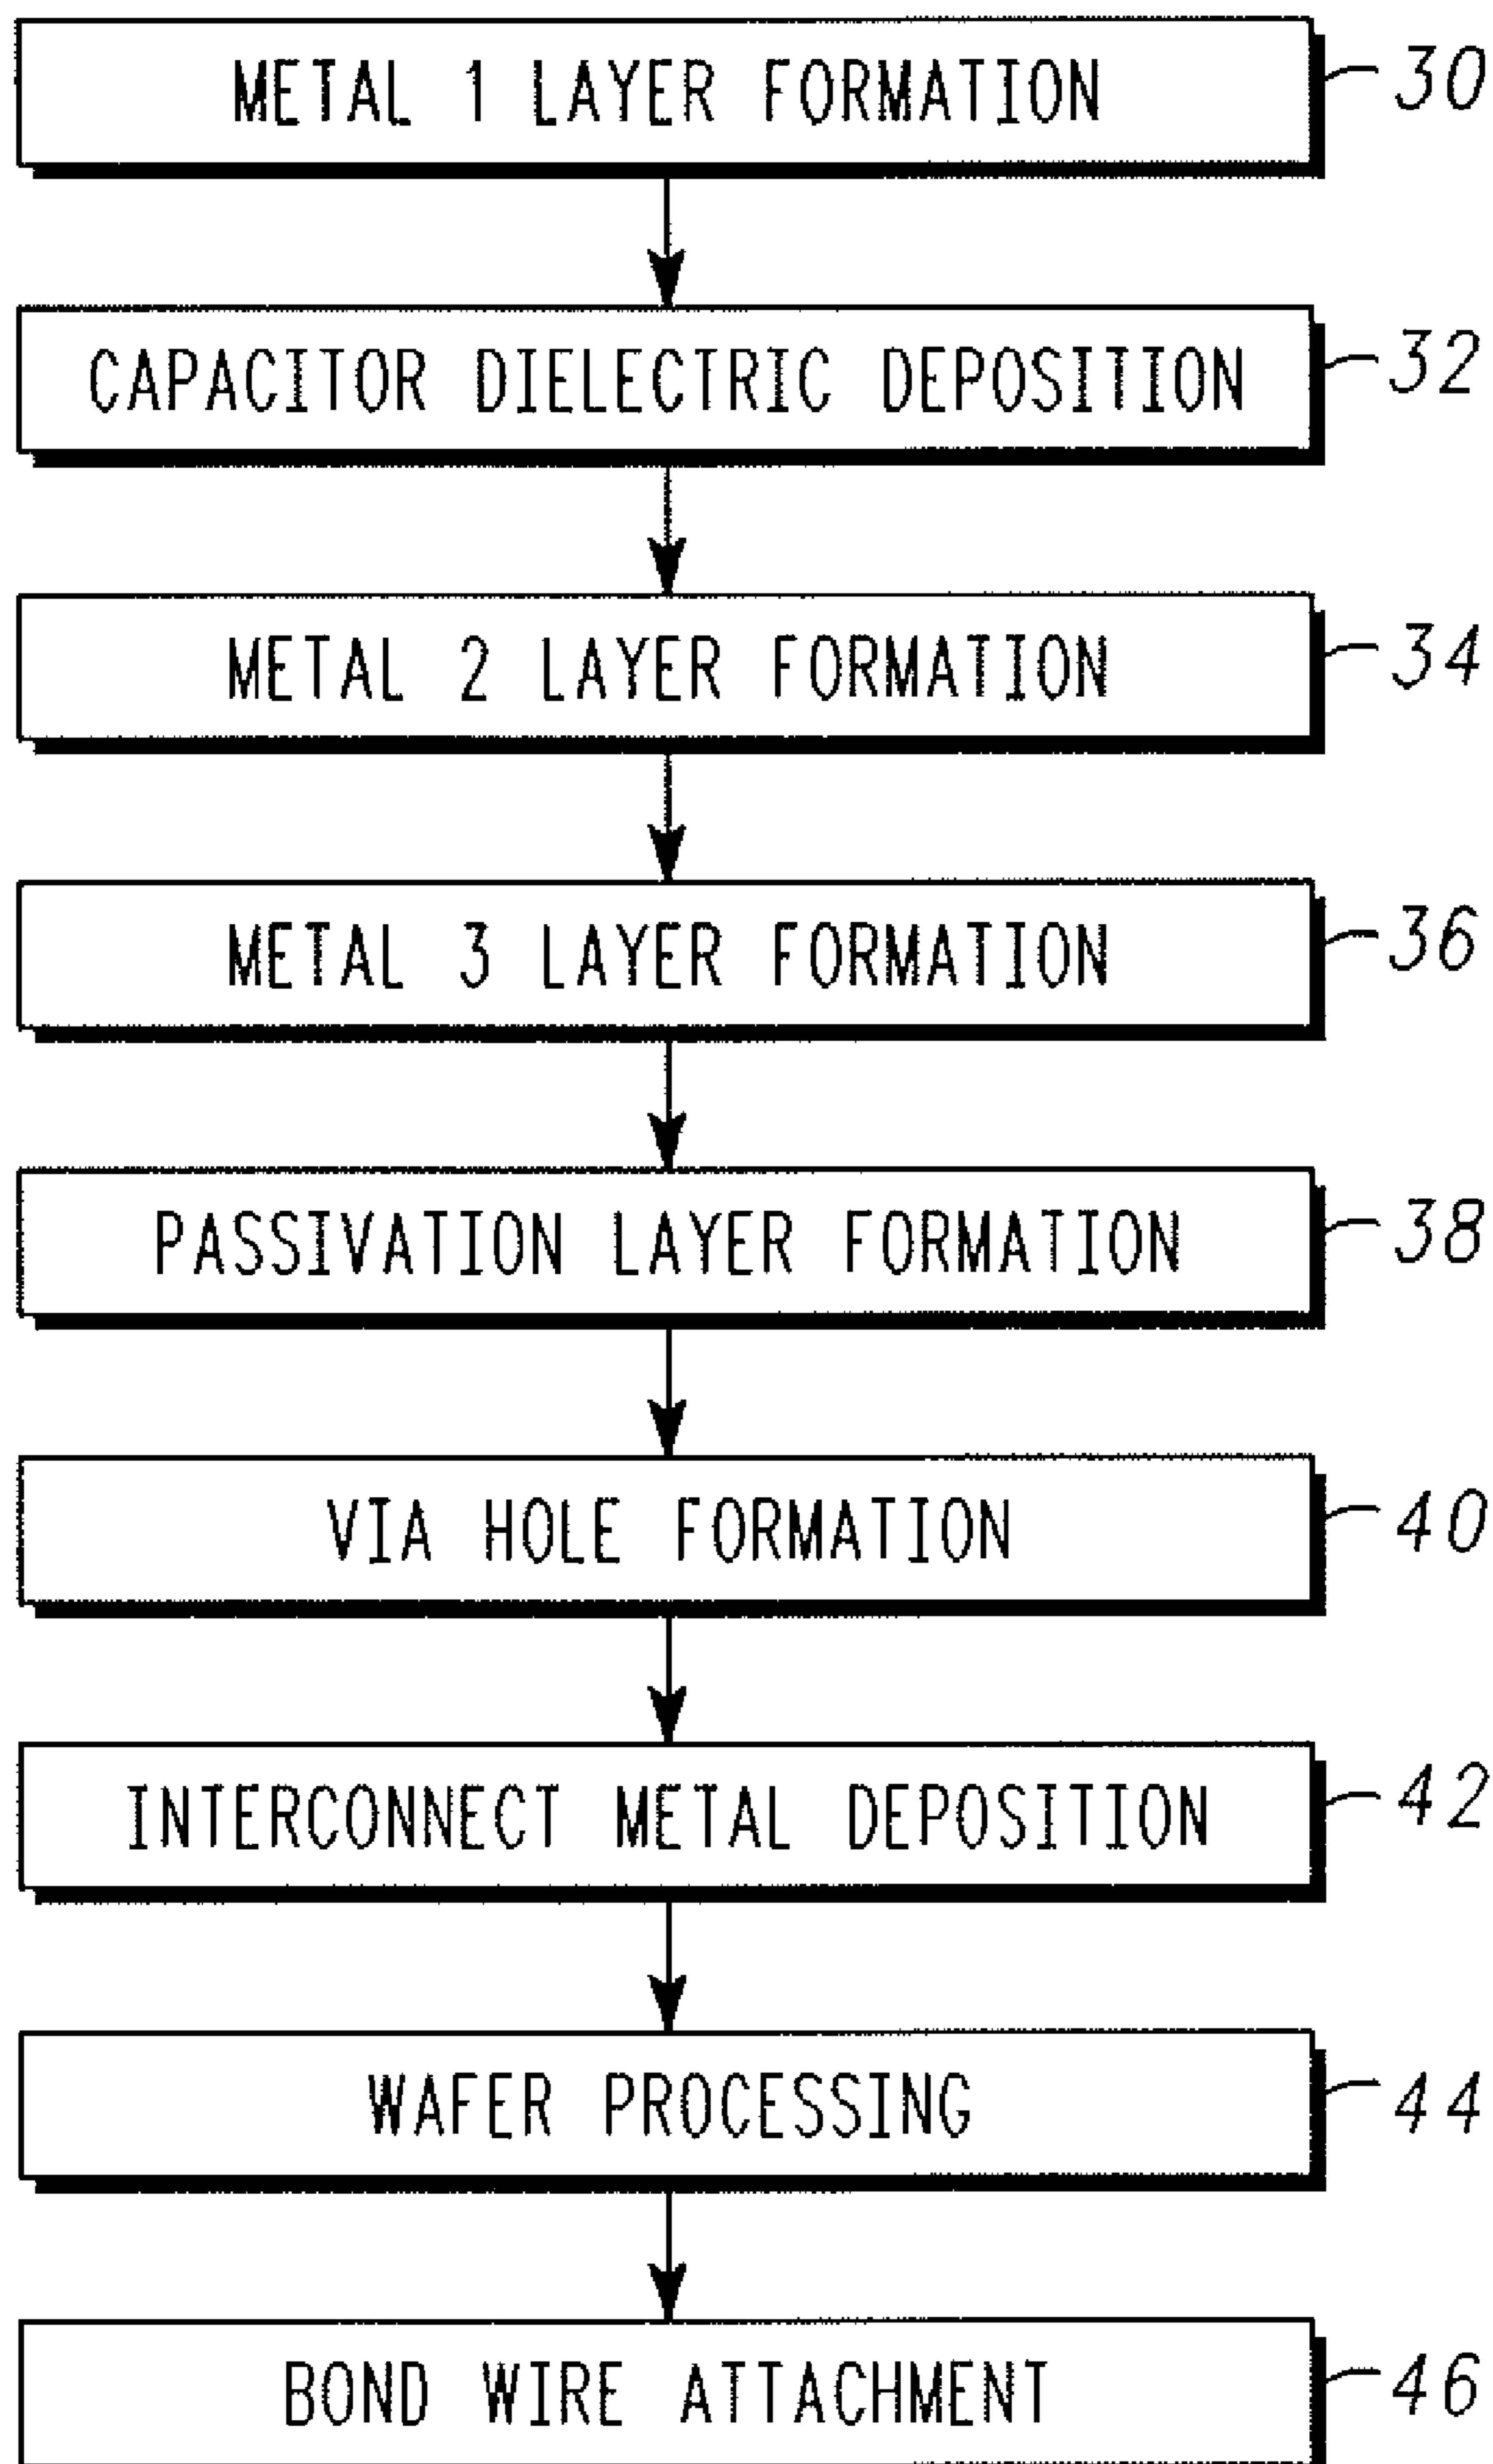 METAL 1 LAYER FORMATION 30
CAPACITOR DIELECTRIC DEPOSITION 32
METAL 2 LAYER FORMATION 34
METAL 3 LAYER FORMATION 36
PASSIVATION LAYER FORMATION 38
VIA HOLE FORMATION 40
INTERCONNECT METAL DEPOSITION 42
WAFER PROCESSING 44
BOND WIRE ATTACHMENT 46